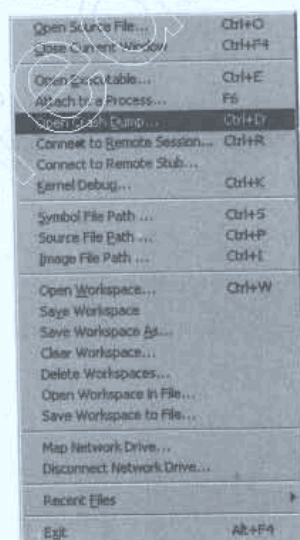 Open Source File... Ctrl+O
Close Current Window Ctrl+F4
Open Executable... Ctrl+E
Attach to a Process... F6
Open Crash Dump... Ctrl+D
Connect to Remote Session... Ctrl+R
Connect to Remote Stub...
Kernel Debug... Ctrl+K
Symbol File Path ... Ctrl+S
Source File Path ... Ctrl+P
Image File Path ... Ctrl+I
Open Workspace... Ctrl+W
Save Workspace
Save Workspace As...
Clear Workspace...
Delete Workspaces...
Open Workspace in File...
Save Workspace to File...
Map Network Drive...
Disconnect Network Drive...
Recent Files
Exit Alt+F4